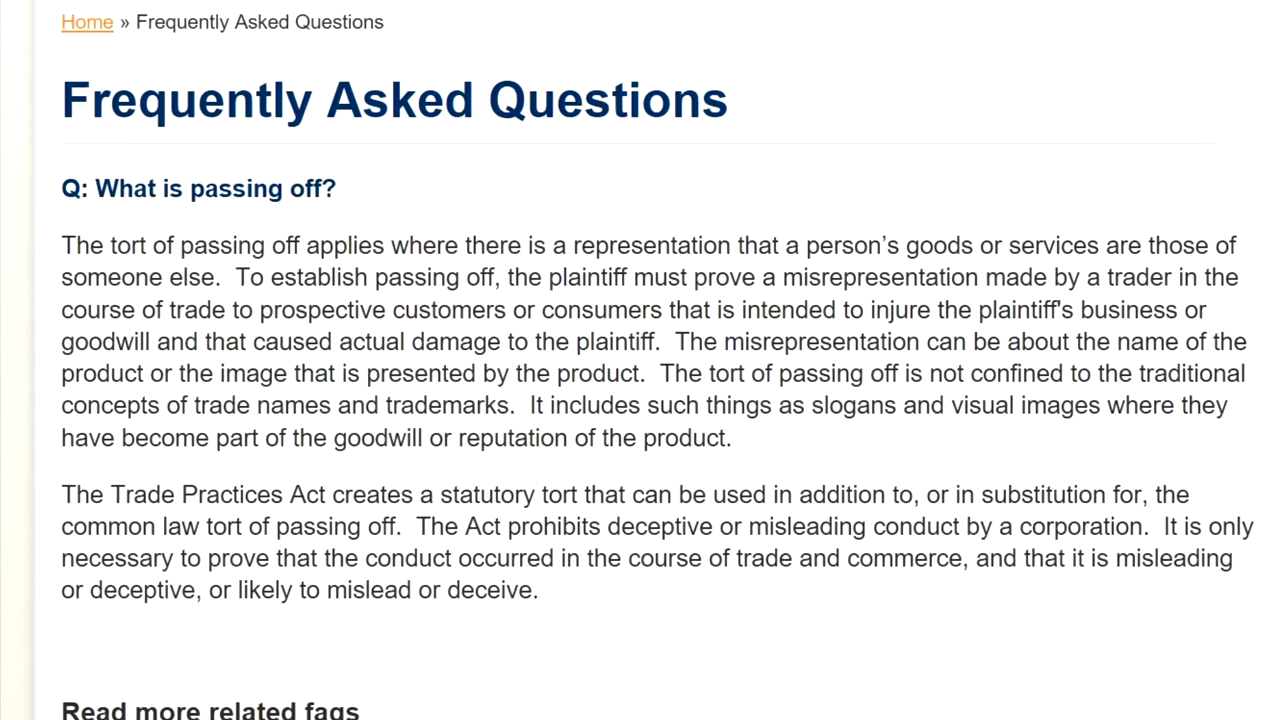 Home » Frequently Asked Questions
Frequently Asked Questions
Q: What is passing off?
The tort of passing off applies where there is a representation that a person’s goods or services are those of
someone else.  To establish passing off, the plaintiff must prove a misrepresentation made by a trader in the
course of trade to prospective customers or consumers that is intended to injure the plaintiff's business or
goodwill and that caused actual damage to the plaintiff.  The misrepresentation can be about the name of the
product or the image that is presented by the product.  The tort of passing off is not confined to the traditional
concepts of trade names and trademarks.  It includes such things as slogans and visual images where they
have become part of the goodwill or reputation of the product.
The Trade Practices Act creates a statutory tort that can be used in addition to, or in substitution for, the
common law tort of passing off.  The Act prohibits deceptive or misleading conduct by a corporation.  It is only
necessary to prove that the conduct occurred in the course of trade and commerce, and that it is misleading
or deceptive, or likely to mislead or deceive.
Read more related faqs